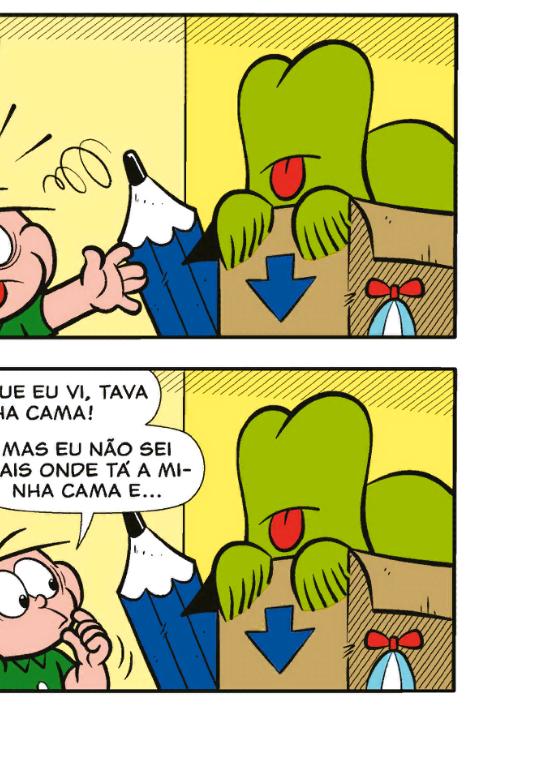 UE EU VI, TAVA
HA CAMA!
MAS EU NÃO SEI
AIS ONDE TÁ A MI-
NHA CAMA E...